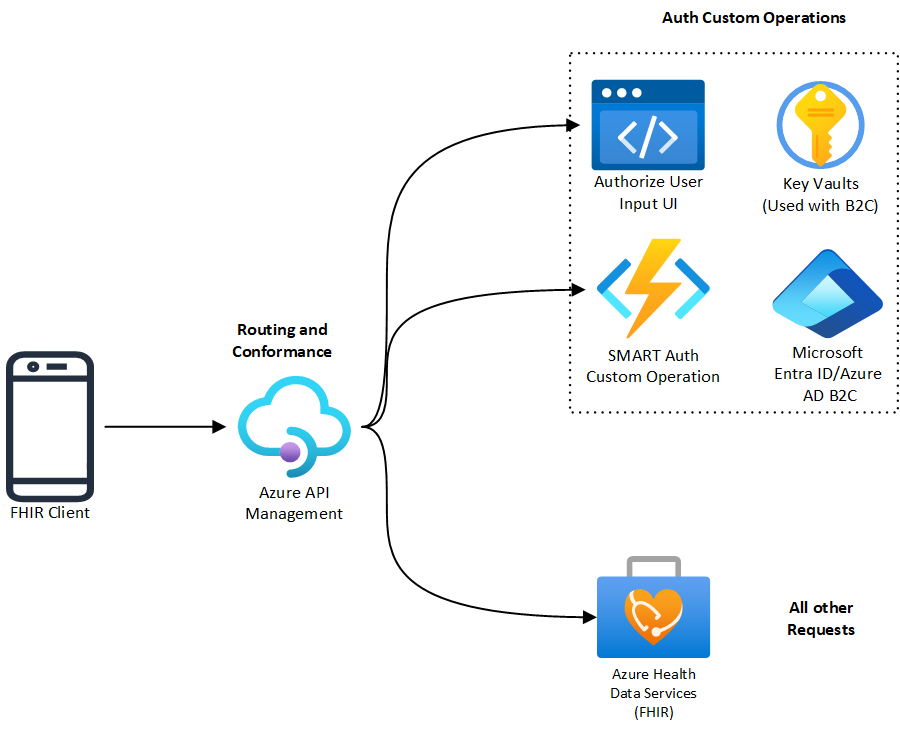 Auth Custom Operations
Authorize User
Input UI
Key Vaults
(Used with B2C)
SMART Auth
Custom Operation
Microsoft
Entra ID/Azure
AD B2C
Routing and
Conformance
FHIR Client
Azure API
Management
Azure Health
Data Services
(FHIR)
All other
Requests